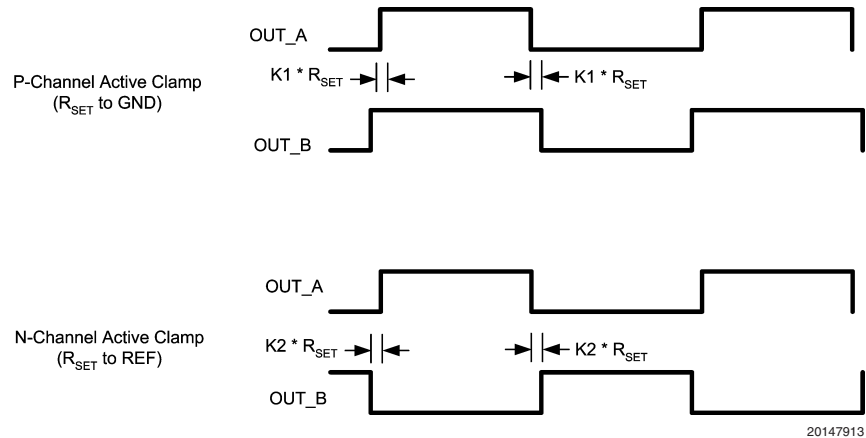 OUT_A
P-Channel Active Clamp
(RSET to GND)
K1 * RSET
K1 * RSET
OUT_B
OUT_A
N-Channel Active Clamp
(RSET to REF)
K2 * RSET
K2 * RSET
OUT_B
20147913